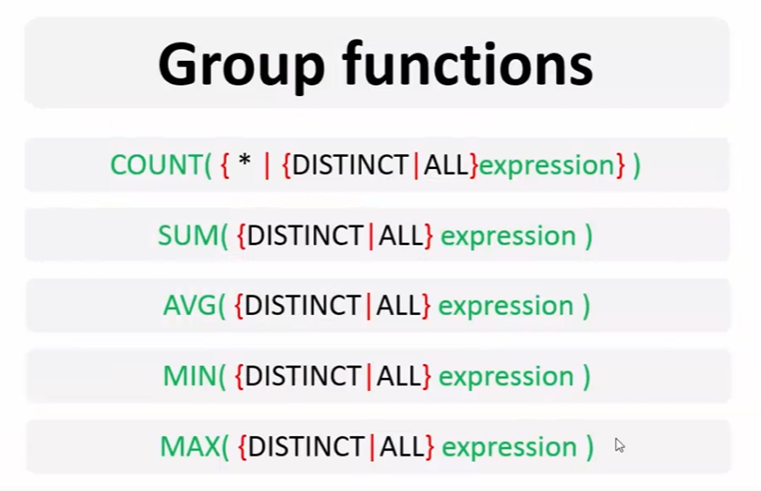 Group functions
COUNT( { * | {DISTINCT|ALL}expression} )
SUM( {DISTINCT|ALL} expression )
AVG( {DISTINCT|ALL} expression )
MIN( {DISTINCT|ALL} expression )
MAX( {DISTINCT|ALL} expression )